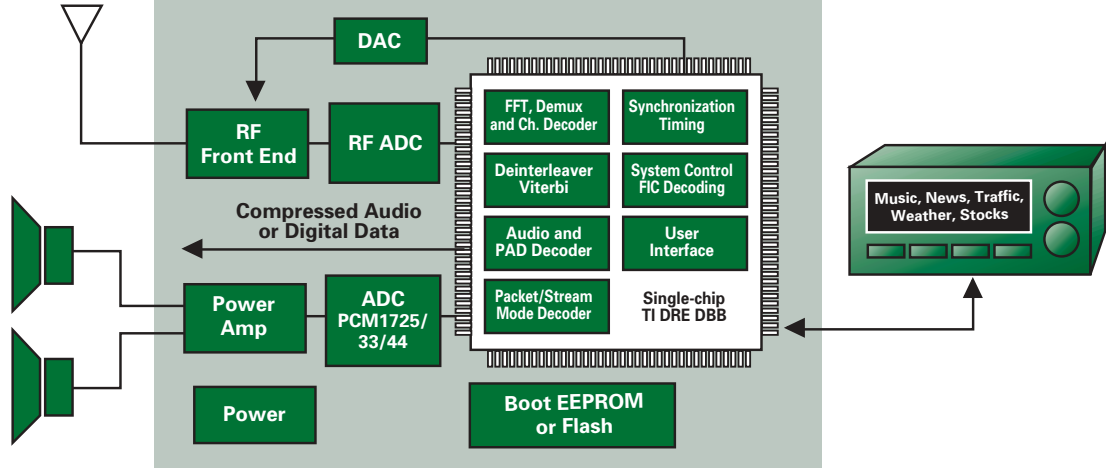 DAC
RF
Front End
RF ADC
FFT, Demux
and Ch. Decoder
Synchronization
Timing
Deinterleaver
Viterbi
System Control
FIC Decoding
Compressed Audio
or Digital Data
Audio and
PAD Decoder
User
Interface
Power
Amp
ADC
PCM1725/
33/44
Packet/Stream
Mode Decoder
Single-chip
TI DRE DBB
Music, News, Traffic,
Weather, Stocks
Power
Boot EEPROM
or Flash